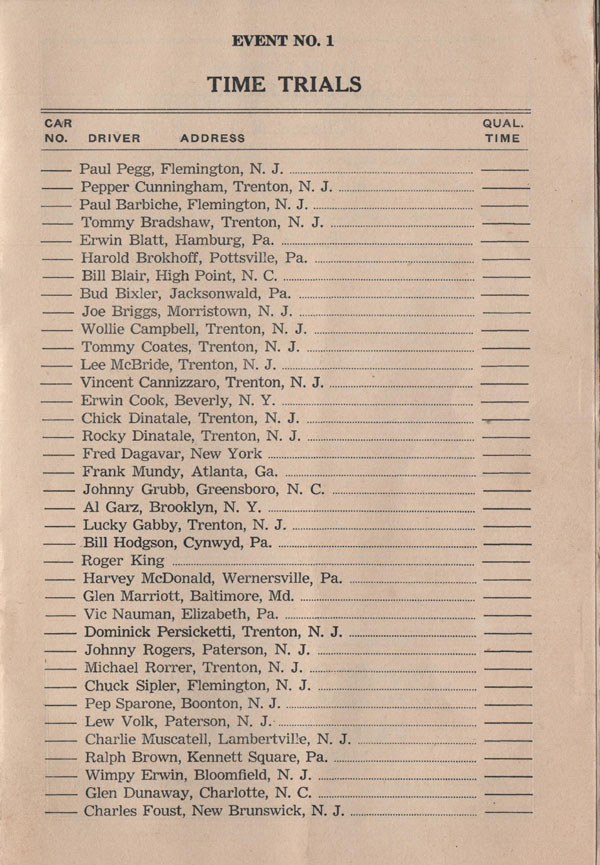 EVENT NO. 1
TIME TRIALS
CAR NO. DRIVER ADDRESS QUAL. TIME
Paul Pegg, Flemington, N. J.
Pepper Cunningham, Trenton, N. J.
Paul Barbiche, Flemington, N. J.
Tommy Bradshaw, Trenton, N. J.
Erwin Blatt, Hamburg, Pa.
Harold Brokhoff, Pottsville, Pa.
Bill Blair, High Point, N. C.
Bud Bixler, Jacksonwald, Pa.
Joe Briggs, Morristown, N. J.
Wollie Campbell, Trenton, N. J.
Tommy Coates, Trenton, N. J.
Lee McBride, Trenton, N. J.
Vincent Cannizzaro, Trenton, N. J.
Erwin Cook, Beverly, N. Y.
Chick Dinatale, Trenton, N. J.
Rocky Dinatale, Trenton, N. J.
Fred Dagavar, New York
Frank Mundy, Atlanta, Ga.
Johnny Grubb, Greensboro, N. C.
Al Garz, Brooklyn, N. Y.
Lucky Gabby, Trenton, N. J.
Bill Hodgson, Cynwyd, Pa.
Roger King
Harvey McDonald, Wernersville, Pa.
Glen Marriott, Baltimore, Md.
Vic Nauman, Elizabeth, Pa.
Dominick Persicketti, Trenton, N. J.
Johnny Rogers, Paterson, N. J.
Michael Rorrer, Trenton, N. J.
Chuck Sipler, Flemington, N. J.
Pep Sparone, Boonton, N. J.
Lew Volk, Paterson, N. J.
Charlie Muscatell, Lambertville, N. J.
Ralph Brown, Kennett Square, Pa.
Wimpy Erwin, Bloomfield, N. J.
Glen Dunaway, Charlotte, N. C.
Charles Foust, New Brunswick, N. J.